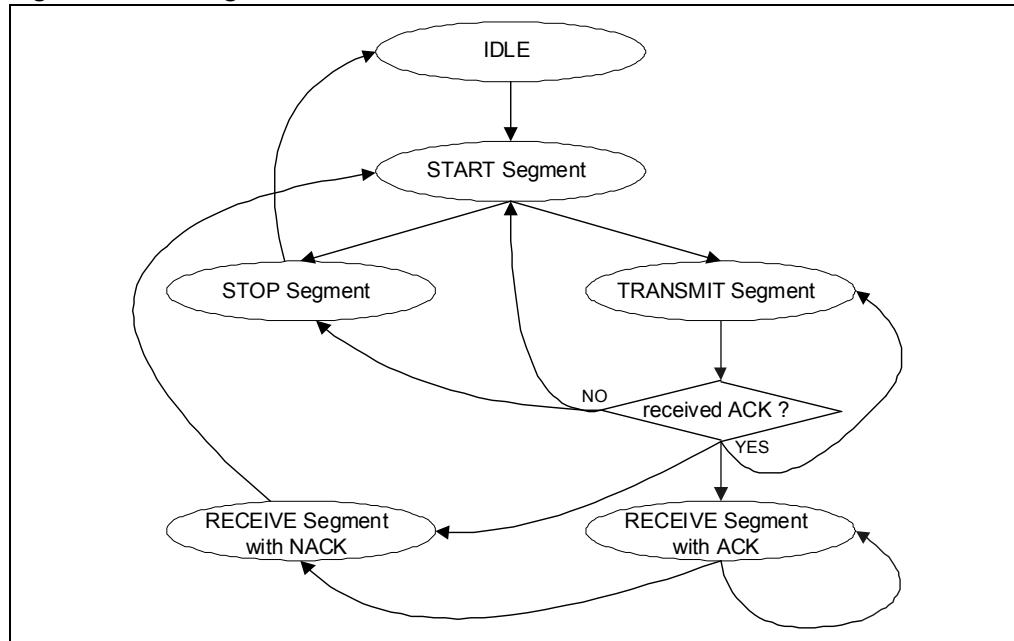 IDLE
START Segment
STOP Segment
TRANSMIT Segment
NO
received ACK ?
YES
RECEIVE Segment
with NACK
RECEIVE Segment
with ACK